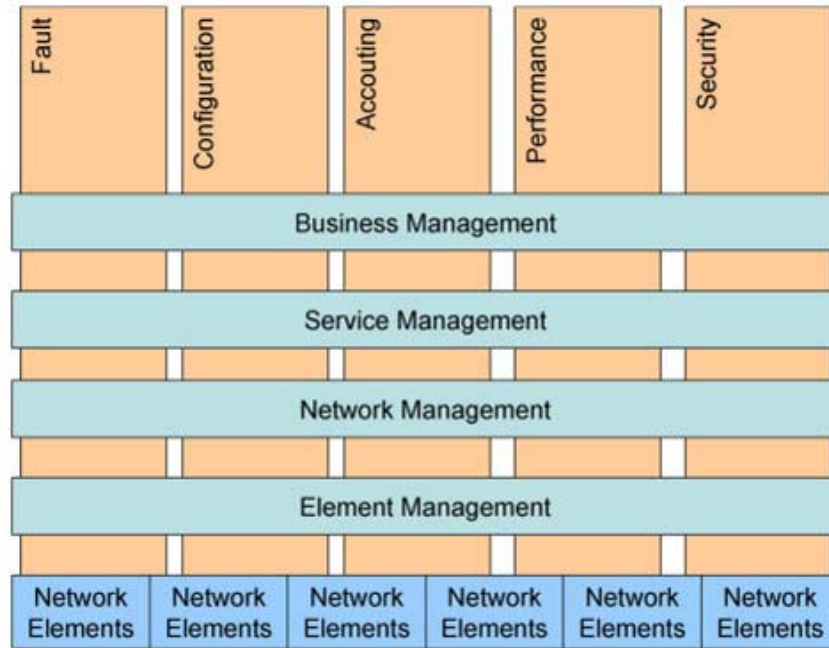 Fault
Configuration
Accouting
Performance
Security
Business Management
Service Management
Network Management
Element Management
Network
Elements
Network
Elements
Network
Elements
Network
Elements
Network
Elements
Network
Elements